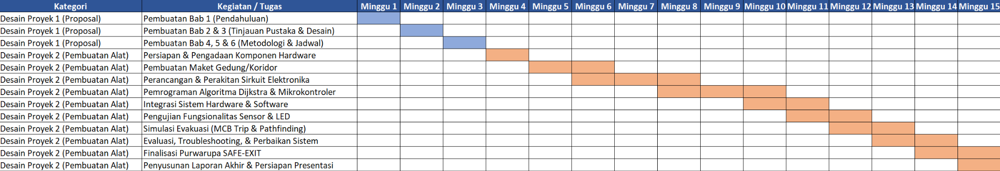 Kategori Kegiatan / Tugas Minggu 1 Minggu 2 Minggu 3 Minggu 4 Minggu 5 Minggu 6 Minggu 7 Minggu 8 Minggu 9 Minggu 10 Minggu 11 Minggu 12 Minggu 13 Minggu 14 Minggu 15
Desain Proyek 1 (Proposal) Pembuatan Bab 1 (Pendahuluan)
Desain Proyek 1 (Proposal) Pembuatan Bab 2 & 3 (Tinjauan Pustaka & Desain)
Desain Proyek 1 (Proposal) Pembuatan Bab 4, 5 & 6 (Metodologi & Jadwal)
Desain Proyek 2 (Pembuatan Alat) Persiapan & Pengadaan Komponen Hardware
Desain Proyek 2 (Pembuatan Alat) Pembuatan Maket Gedung/Koridor
Desain Proyek 2 (Pembuatan Alat) Perancangan & Perakitan Sirkuit Elektronika
Desain Proyek 2 (Pembuatan Alat) Pemrograman Algoritma Dijkstra & Mikrokontroler
Desain Proyek 2 (Pembuatan Alat) Integrasi Sistem Hardware & Software
Desain Proyek 2 (Pembuatan Alat) Pengujian Fungsionalitas Sensor & LED
Desain Proyek 2 (Pembuatan Alat) Simulasi Evakuasi (MCB Trip & Pathfinding)
Desain Proyek 2 (Pembuatan Alat) Evaluasi, Troubleshooting, & Perbaikan Sistem
Desain Proyek 2 (Pembuatan Alat) Finalisasi Purwarupa SAFE-EXIT
Desain Proyek 2 (Pembuatan Alat) Penyusunan Laporan Akhir & Persiapan Presentasi